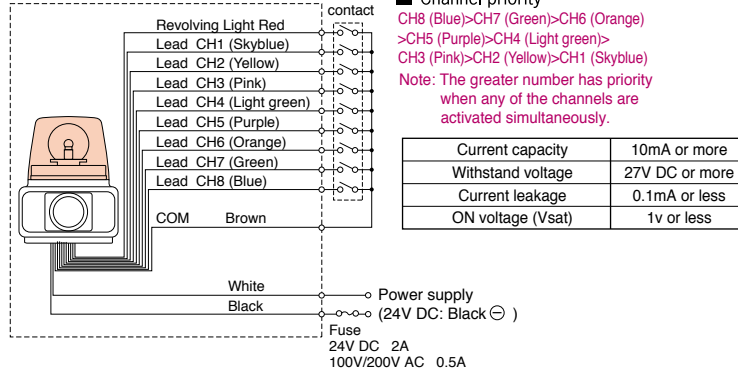 contact
Revolving Light Red
Lead CH1 (Skyblue)
Lead CH2 (Yellow)
Lead CH3 (Pink)
Lead CH4 (Light green)
Lead CH5 (Purple)
Lead CH6 (Orange)
Lead CH7 (Green)
Lead CH8 (Blue)
COM Brown
White
Black
Power supply
(24V DC: Black ⊖ )
Fuse
24V DC 2A
100V/200V AC 0.5A
■ Channel priority
CH8 (Blue)>CH7 (Green)>CH6 (Orange)
>CH5 (Purple)>CH4 (Light green)>
CH3 (Pink)>CH2 (Yellow)>CH1 (Skyblue)
Note: The greater number has priority
when any of the channels are
activated simultaneously.
Current capacity 10mA or more
Withstand voltage 27V DC or more
Current leakage 0.1mA or less
ON voltage (Vsat) 1v or less